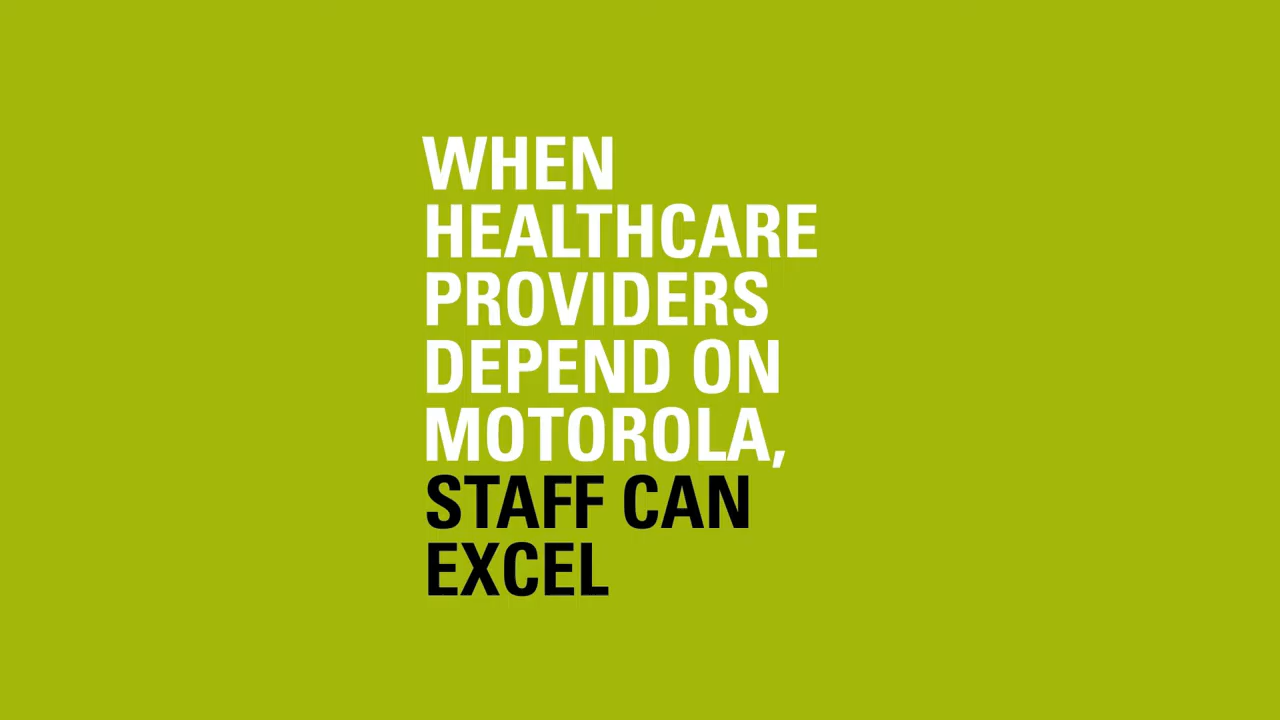 WHEN
HEALTHCARE
PROVIDERS
DEPEND ON
MOTOROLA,
STAFF CAN
EXCEL